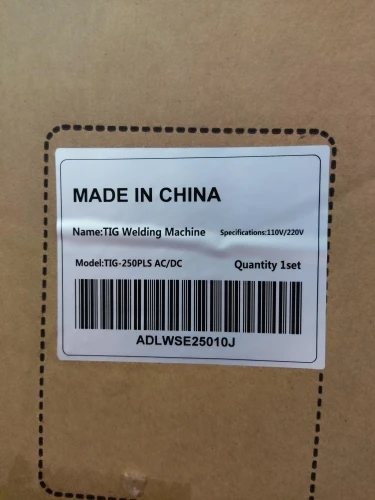 MADE IN CHINA
Name:TIG Welding Machine Specifications:110V/220V
Model:TIG-250PLS AC/DC Quantity 1set
ADLWSE25010J